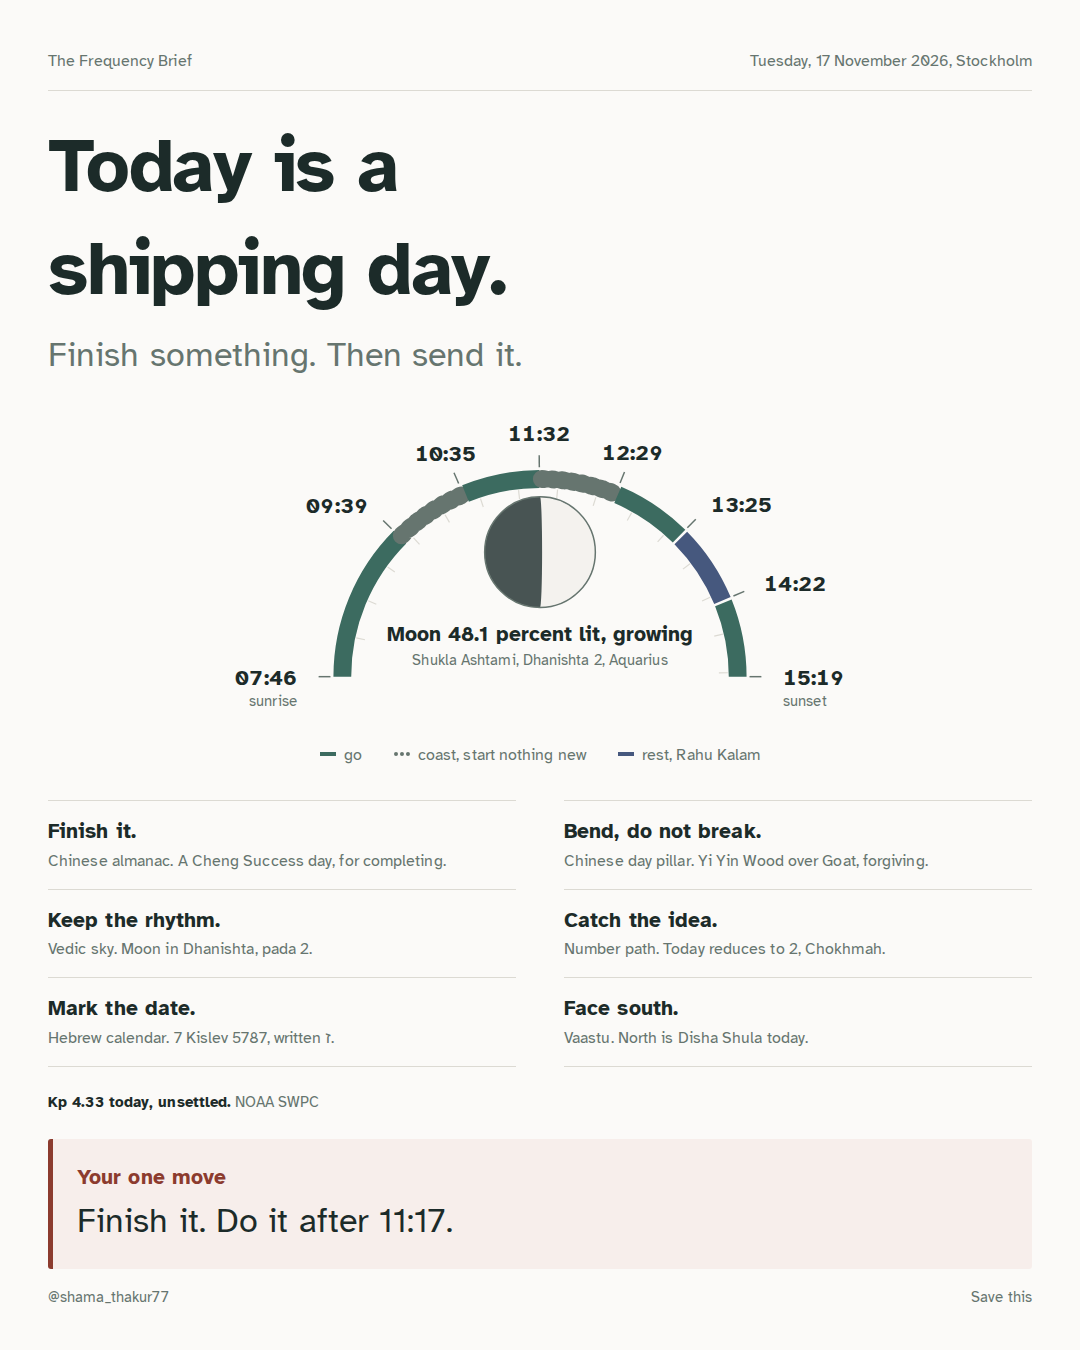 The Frequency Brief
Tuesday, 17 November 2026, Stockholm
Today is a
shipping day.
Finish something. Then send it.
11:32
10:35
12:29
09:39
13:25
14:22
Moon 48.1 percent lit, growing
Shukla Ashtami, Dhanishta 2, Aquarius
07:46
sunrise
15:19
sunset
go
coast, start nothing new
rest, Rahu Kalam
Finish it.
Chinese almanac. A Cheng Success day, for completing.
Bend, do not break.
Chinese day pillar. Yi Yin Wood over Goat, forgiving.
Keep the rhythm.
Vedic sky. Moon in Dhanishta, pada 2.
Catch the idea.
Number path. Today reduces to 2, Chokhmah.
Mark the date.
Hebrew calendar. 7 Kislev 5787, written ז.
Face south.
Vaastu. North is Disha Shula today.
Kp 4.33 today, unsettled. NOAA SWPC
Your one move
Finish it. Do it after 11:17.
@shama_thakur77
Save this